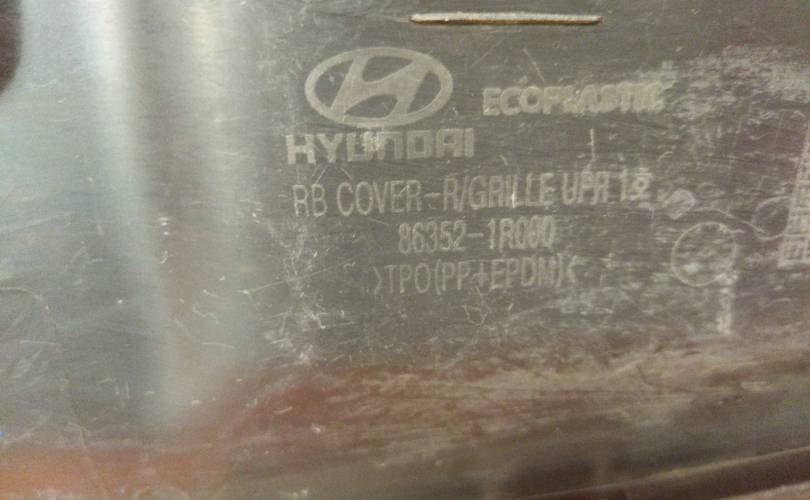 ECOPLASTIC
HYUNDAI
RB COVER-R/GRILLE UPR
86352-1R000
>TPO(PP+EPDM)<